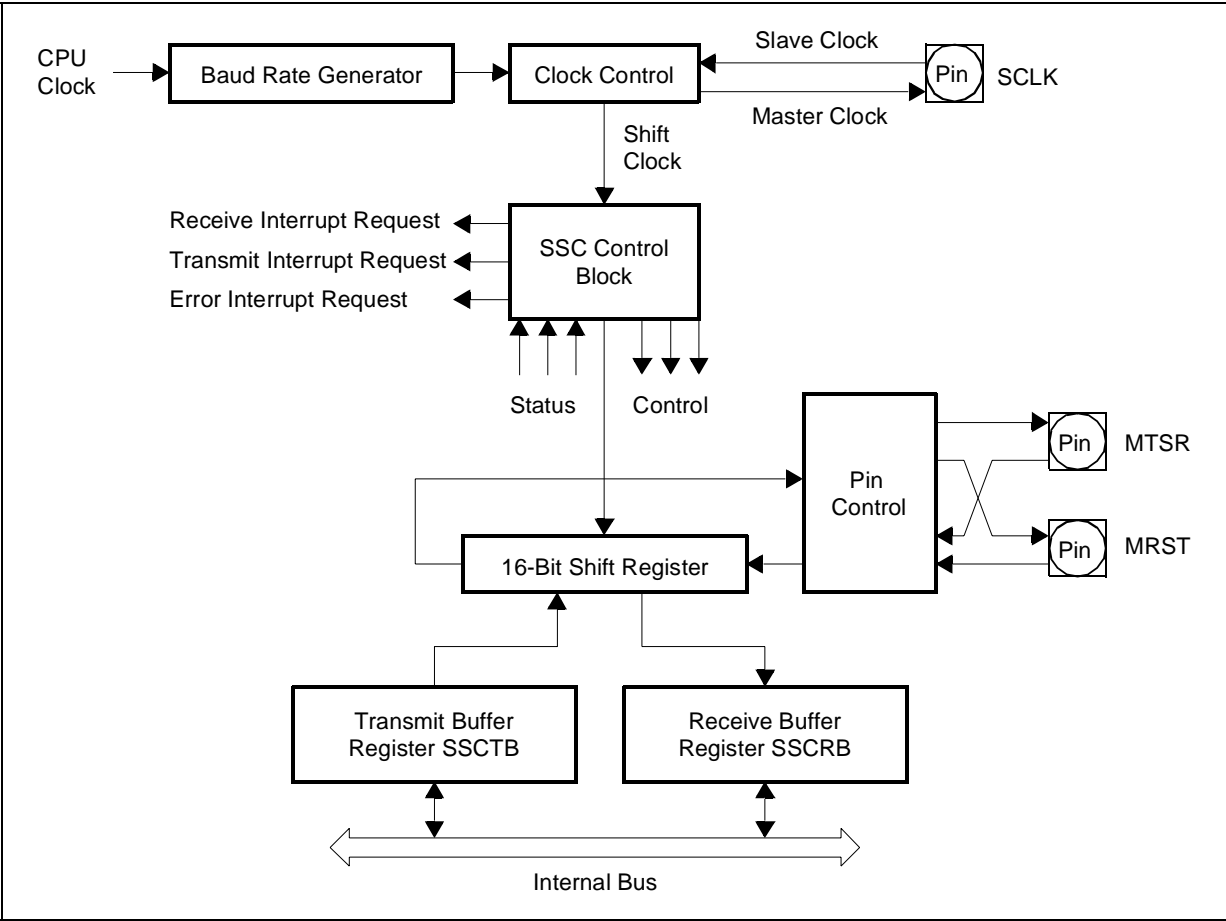 CPU
Clock
Baud Rate Generator
Clock Control
Slave Clock
Master Clock
Pin
SCLK
Shift
Clock
Receive Interrupt Request
Transmit Interrupt Request
Error Interrupt Request
SSC Control
Block
Status
Control
Pin
Control
Pin
MTSR
Pin
MRST
16-Bit Shift Register
Transmit Buffer
Register SSCTB
Receive Buffer
Register SSCRB
Internal Bus